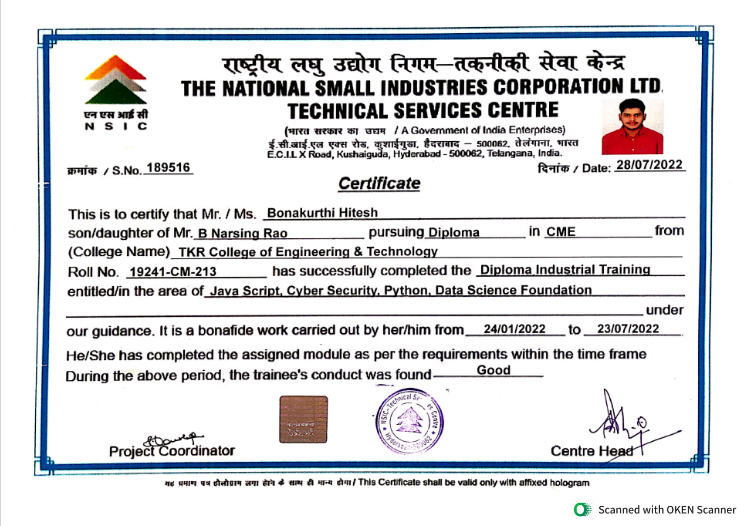 राष्ट्रीय लघु उद्योग निगम–तकनीकी सेवा केन्द्र
THE NATIONAL SMALL INDUSTRIES CORPORATION LTD.
TECHNICAL SERVICES CENTRE
एन एस आई सी
N S I C
(भारत सरकार का उद्यम / A Government of India Enterprises)
ई.सी.आई.एल एक्स रोड, कुशाईगुडा, हैदराबाद – 500062, तेलंगाना, भारत
E.C.I.L X Road, Kushaiguda, Hyderabad - 500062, Telangana, India.
क्रमांक / S.No. 189516
दिनांक / Date: 28/07/2022
Certificate
This is to certify that Mr. / Ms. Bonakurthi Hitesh
son/daughter of Mr. B Narsing Rao pursuing Diploma in CME from
(College Name) TKR College of Engineering & Technology
Roll No. 19241-CM-213 has successfully completed the Diploma Industrial Training
entitled/in the area of Java Script, Cyber Security, Python, Data Science Foundation
under
our guidance. It is a bonafide work carried out by her/him from 24/01/2022 to 23/07/2022
He/She has completed the assigned module as per the requirements within the time frame
During the above period, the trainee's conduct was found Good
Project Coordinator
Centre Head
यह प्रमाण पत्र होलोग्राम लगा होने के साथ ही मान्य होगा / This Certificate shall be valid only with affixed hologram
Scanned with OKEN Scanner